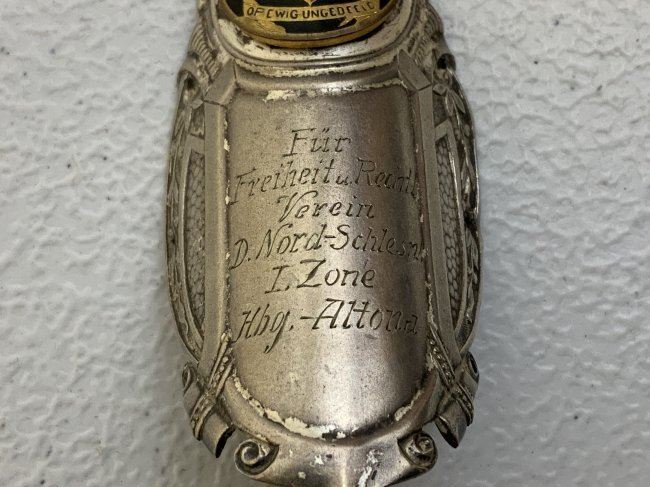 OP EWIG UNGEDEELT
Für
Freiheit u. Recht!
Verein
D. Nord-Schlesw.
I. Zone
Hbg.-Altona